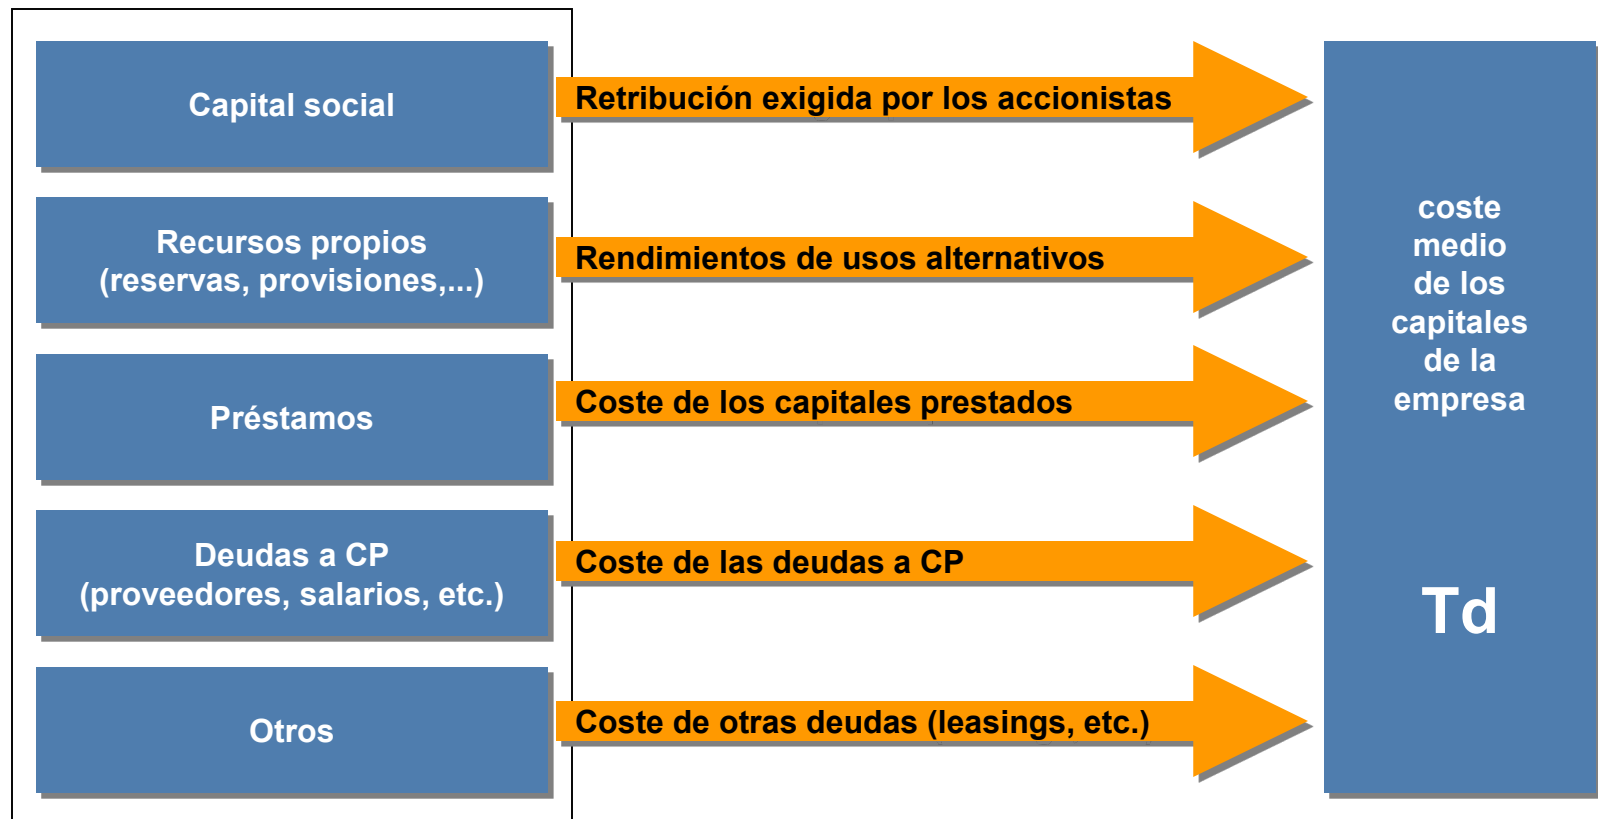 Capital social
Retribución exigida por los accionistas
Recursos propios
(reservas, provisiones,...)
Rendimientos de usos alternativos
Préstamos
Coste de los capitales prestados
Deudas a CP
(proveedores, salarios, etc.)
Coste de las deudas a CP
Otros
Coste de otras deudas (leasings, etc.)
coste
medio
de los
capitales
de la
empresa
Td